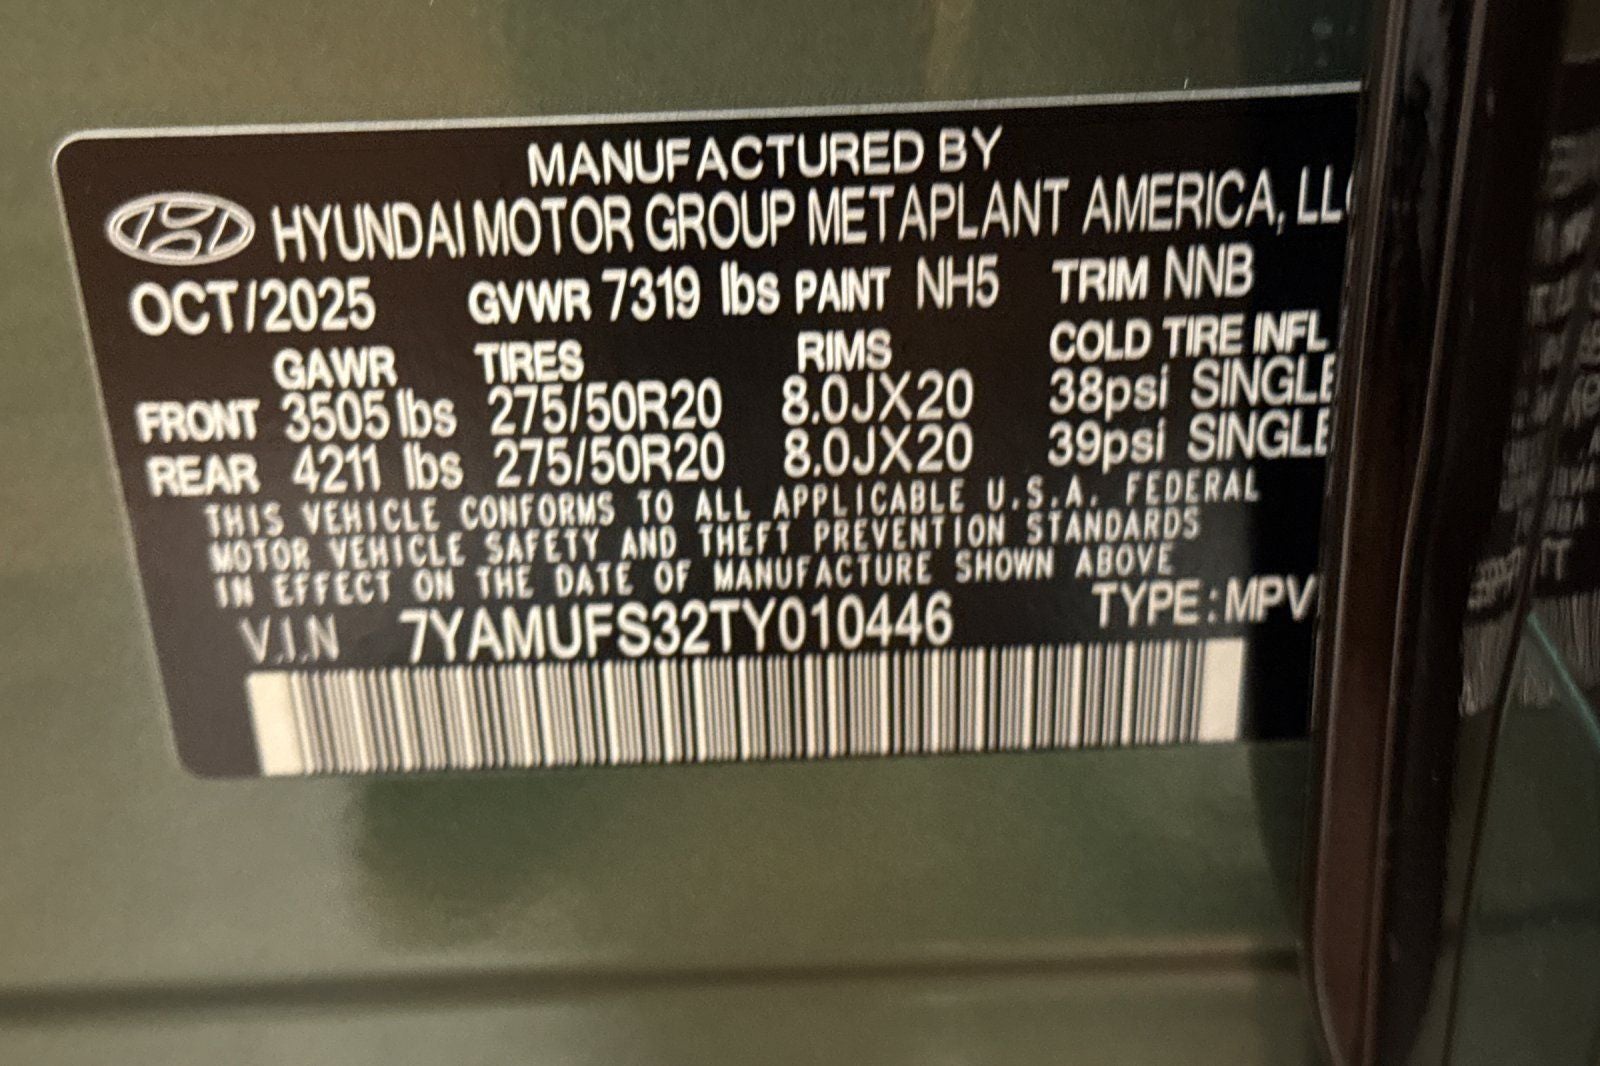 MANUFACTURED BY
HYUNDAI MOTOR GROUP METAPLANT AMERICA, LLC
OCT/2025 GVWR 7319 lbs PAINT NH5 TRIM NNB
GAWR TIRES RIMS COLD TIRE INFL
FRONT 3505 lbs 275/50R20 8.0JX20 38psi SINGLE
REAR 4211 lbs 275/50R20 8.0JX20 39psi SINGLE
THIS VEHICLE CONFORMS TO ALL APPLICABLE U.S.A. FEDERAL
MOTOR VEHICLE SAFETY AND THEFT PREVENTION STANDARDS
IN EFFECT ON THE DATE OF MANUFACTURE SHOWN ABOVE
V.I.N 7YAMUFS32TY010446 TYPE:MPV